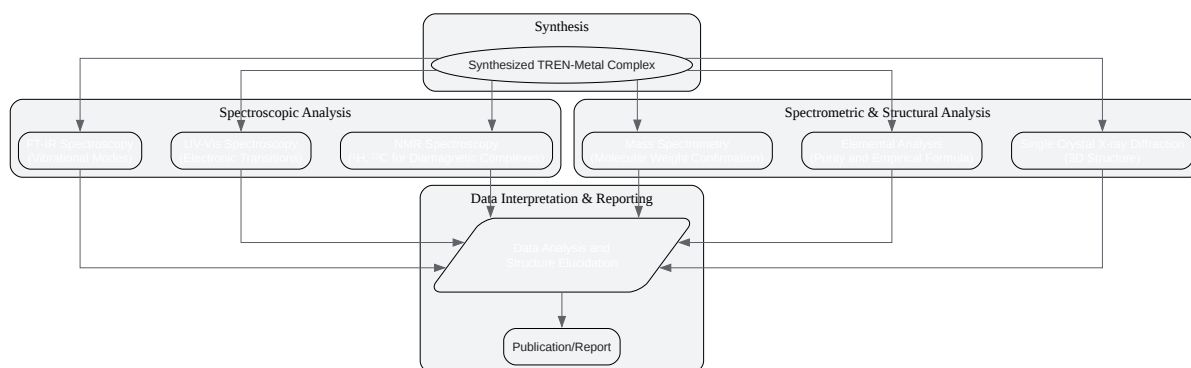 Synthesis
Synthesized TREN-Metal Complex
Spectroscopic Analysis
Spectrometric & Structural Analysis
FT-IR Spectroscopy
(Vibrational Modes)
UV-Vis Spectroscopy
(Electronic Transitions)
NMR Spectroscopy
(¹H, ¹³C for Diamagnetic Complexes)
Mass Spectrometry
(Molecular Weight Confirmation)
Elemental Analysis
(Purity and Empirical Formula)
Single Crystal X-ray Diffraction
(3D Structure)
Data Interpretation & Reporting
Data Analysis and
Structure Elucidation
Publication/Report